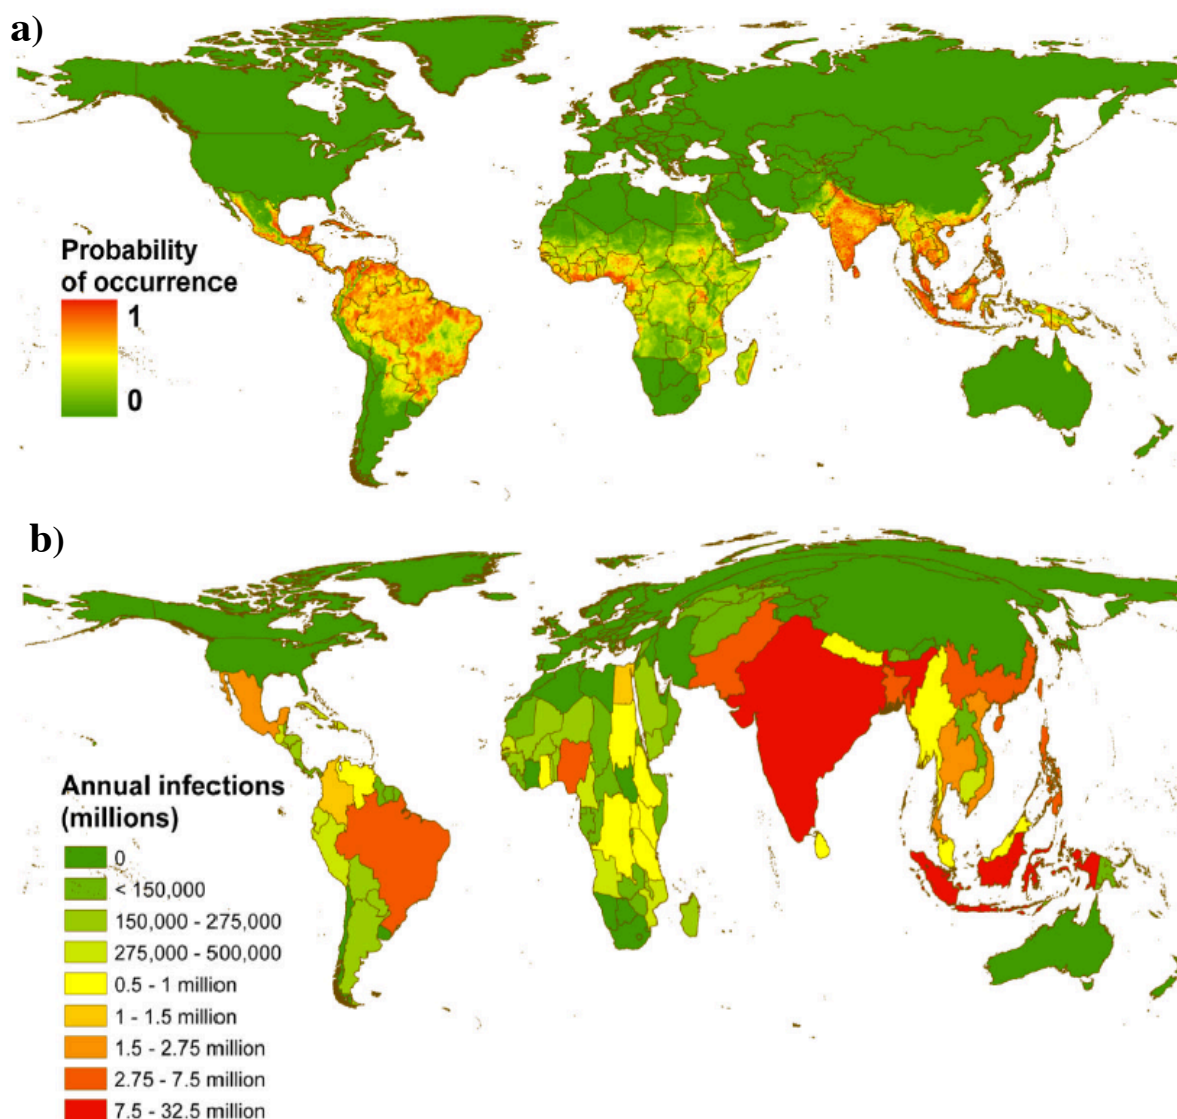 a)
Probability
of occurrence
1
0
b)
Annual infections
(millions)
0
< 150,000
150,000 - 275,000
275,000 - 500,000
0.5 - 1 million
1 - 1.5 million
1.5 - 2.75 million
2.75 - 7.5 million
7.5 - 32.5 million